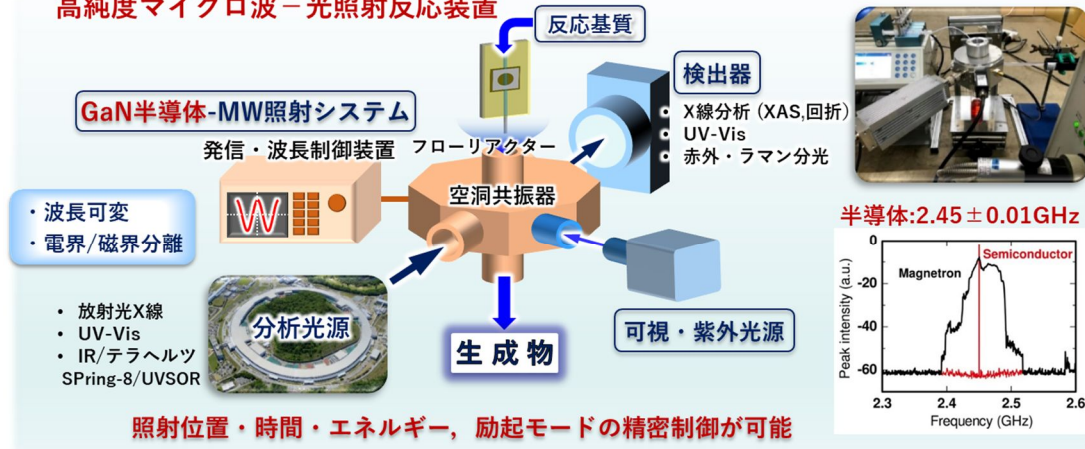 高純度マイクロ波－光照射反応装置
反応基質
検出器
・ X線分析 (XAS,回折)
・ UV-Vis
・ 赤外・ラマン分光
GaN半導体-MW照射システム
発信・波長制御装置
フローリアクター
空洞共振器
・波長可変
・電界/磁界分離
• 放射光X線
• UV-Vis
• IR/テラヘルツ
SPring-8/UVSOR
分析光源
生成物
可視・紫外光源
照射位置・時間・エネルギー，励起モードの精密制御が可能
半導体:2.45±0.01GHz
Semiconductor
Magnetron
Peak intensity (a.u.)
0
-20
-40
-60
2.3
2.4
2.5
2.6
Frequency (GHz)